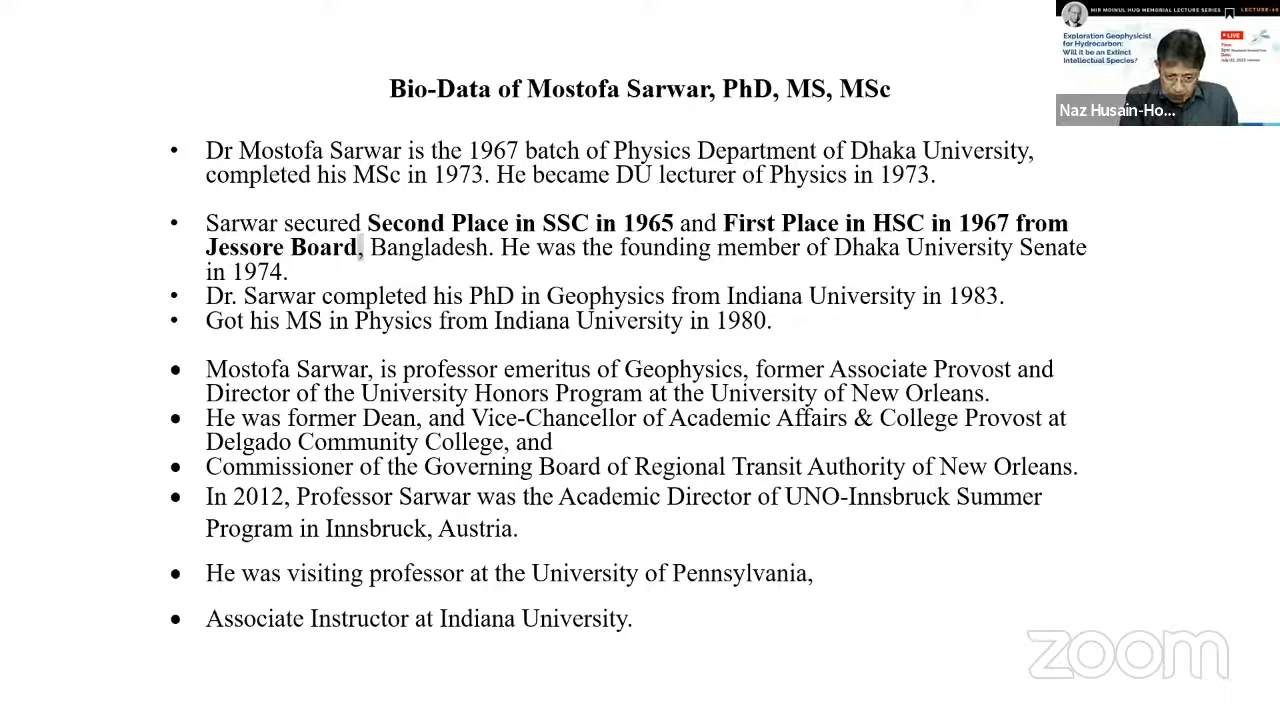 Bio-Data of Mostofa Sarwar, PhD, MS, MSc
• Dr Mostofa Sarwar is the 1967 batch of Physics Department of Dhaka University,
completed his MSc in 1973. He became DU lecturer of Physics in 1973.
• Sarwar secured Second Place in SSC in 1965 and First Place in HSC in 1967 from
Jessore Board, Bangladesh. He was the founding member of Dhaka University Senate
in 1974.
• Dr. Sarwar completed his PhD in Geophysics from Indiana University in 1983.
• Got his MS in Physics from Indiana University in 1980.
• Mostofa Sarwar, is professor emeritus of Geophysics, former Associate Provost and
Director of the University Honors Program at the University of New Orleans.
• He was former Dean, and Vice-Chancellor of Academic Affairs & College Provost at
Delgado Community College, and
• Commissioner of the Governing Board of Regional Transit Authority of New Orleans.
• In 2012, Professor Sarwar was the Academic Director of UNO-Innsbruck Summer
Program in Innsbruck, Austria.
• He was visiting professor at the University of Pennsylvania,
• Associate Instructor at Indiana University.
MIR MOINUL HUQ MEMORIAL LECTURE SERIES
Exploration Geophysicist
for Hydrocarbon:
Will it be an Extinct
Intellectual Species?
LIVE
Naz Husain-Ho...
zoom